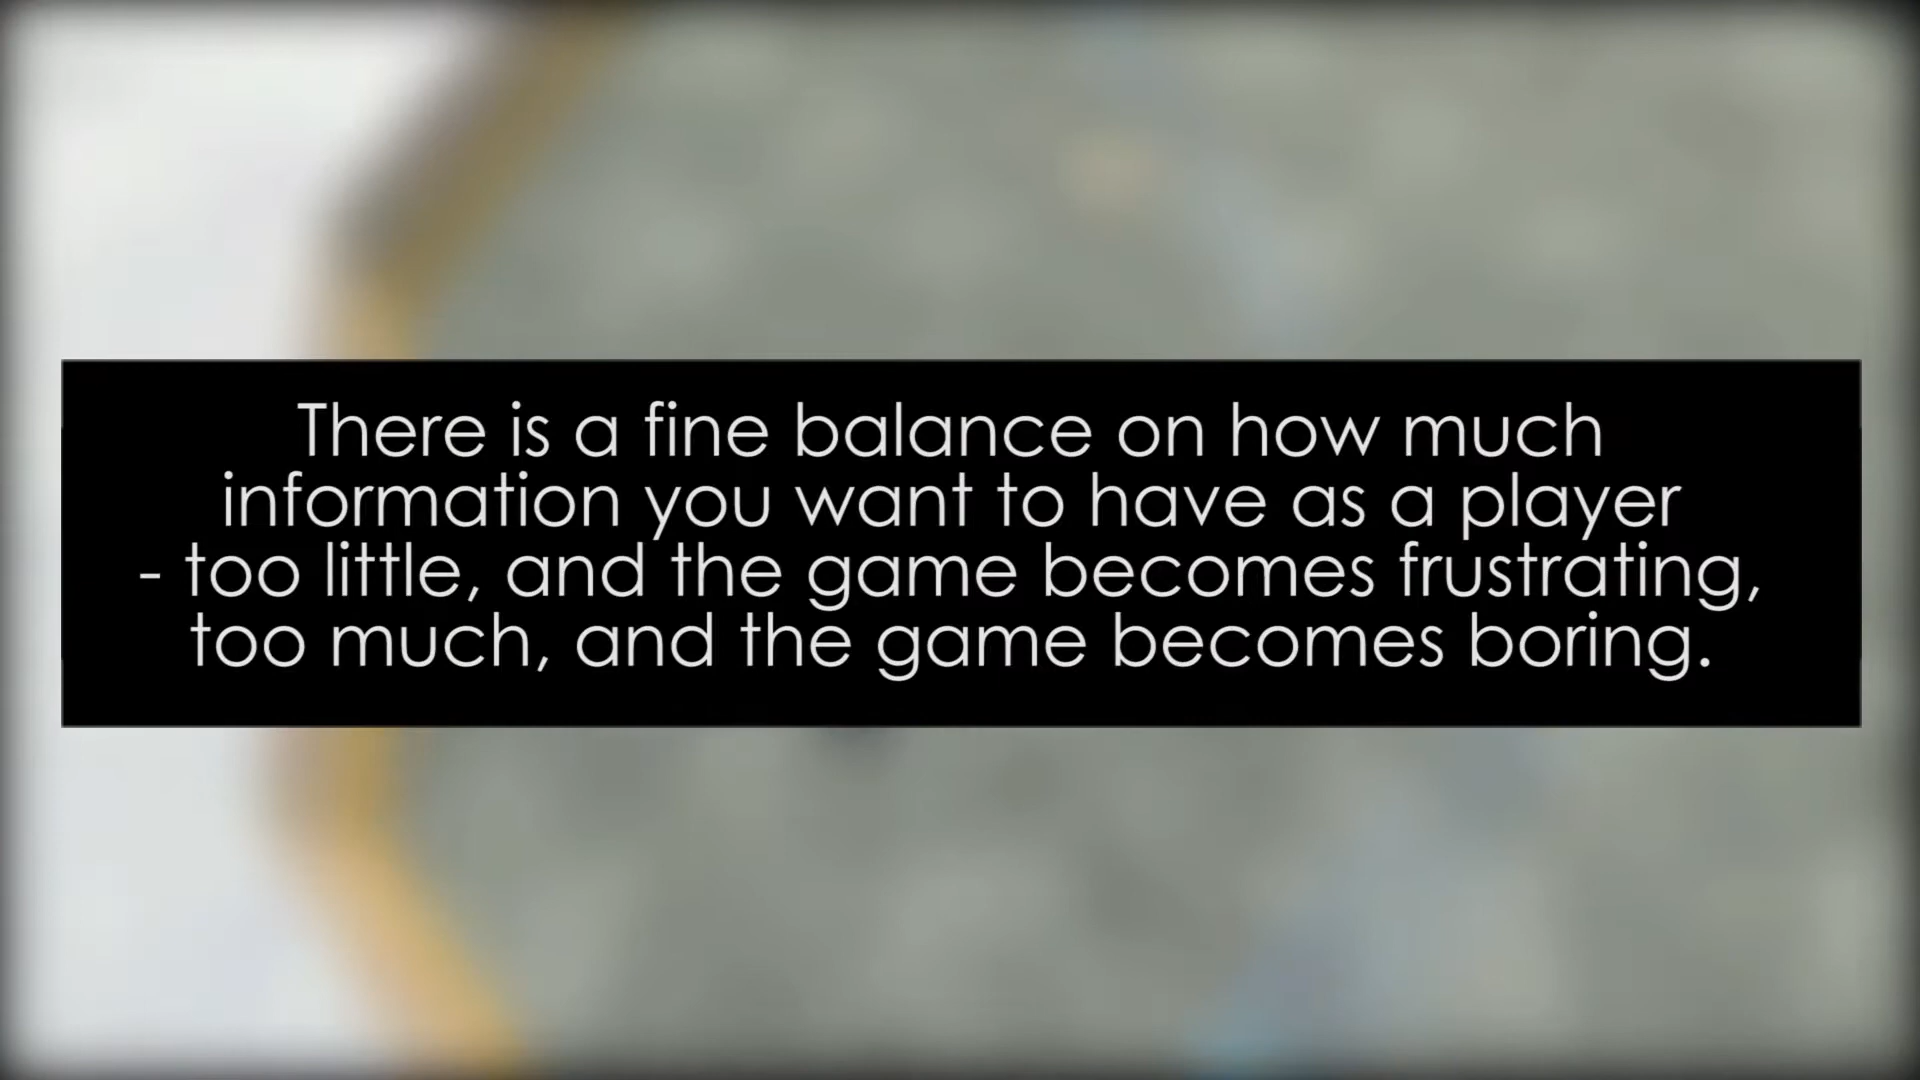 There is a fine balance on how much
information you want to have as a player
- too little, and the game becomes frustrating,
too much, and the game becomes boring.